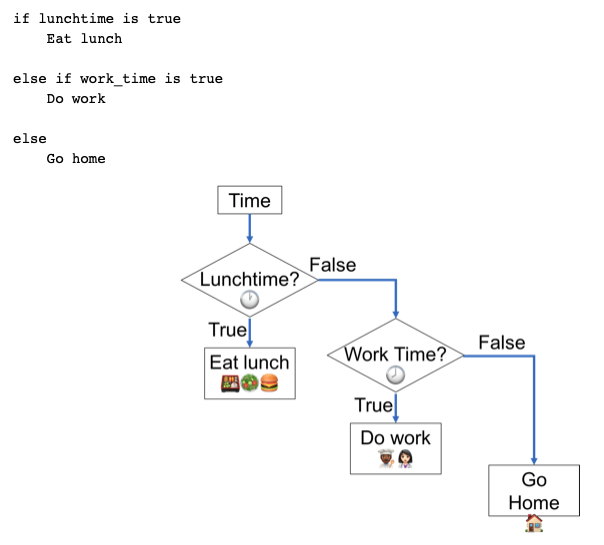 if lunchtime is true
    Eat lunch
else if work_time is true
    Do work
else
    Go home
Time
False
Lunchtime?
True
False
Eat lunch
Work Time?
True
Do work
Go
Home